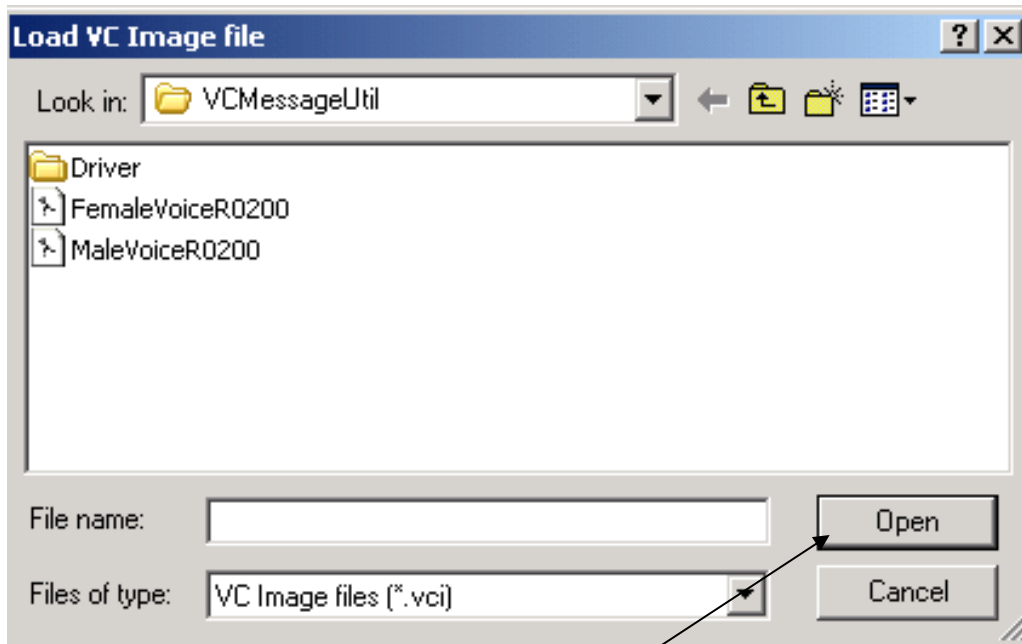 Load VC Image file
Look in: VCMessageUtil
Driver
FemaleVoiceR0200
MaleVoiceR0200
File name: Open
Files of type: VC Image files (*.vci) Cancel